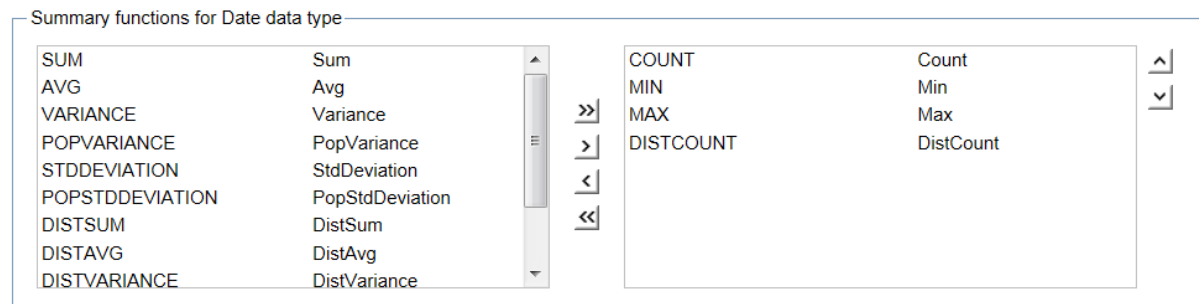 Summary functions for Date data type
SUM Sum
AVG Avg
VARIANCE Variance
POPVARIANCE PopVariance
STDDEVIATION StdDeviation
POPSTDDEVIATION PopStdDeviation
DISTSUM DistSum
DISTAVG DistAvg
DISTVARIANCE DistVariance
>>
>
<
<<
COUNT Count
MIN Min
MAX Max
DISTCOUNT DistCount